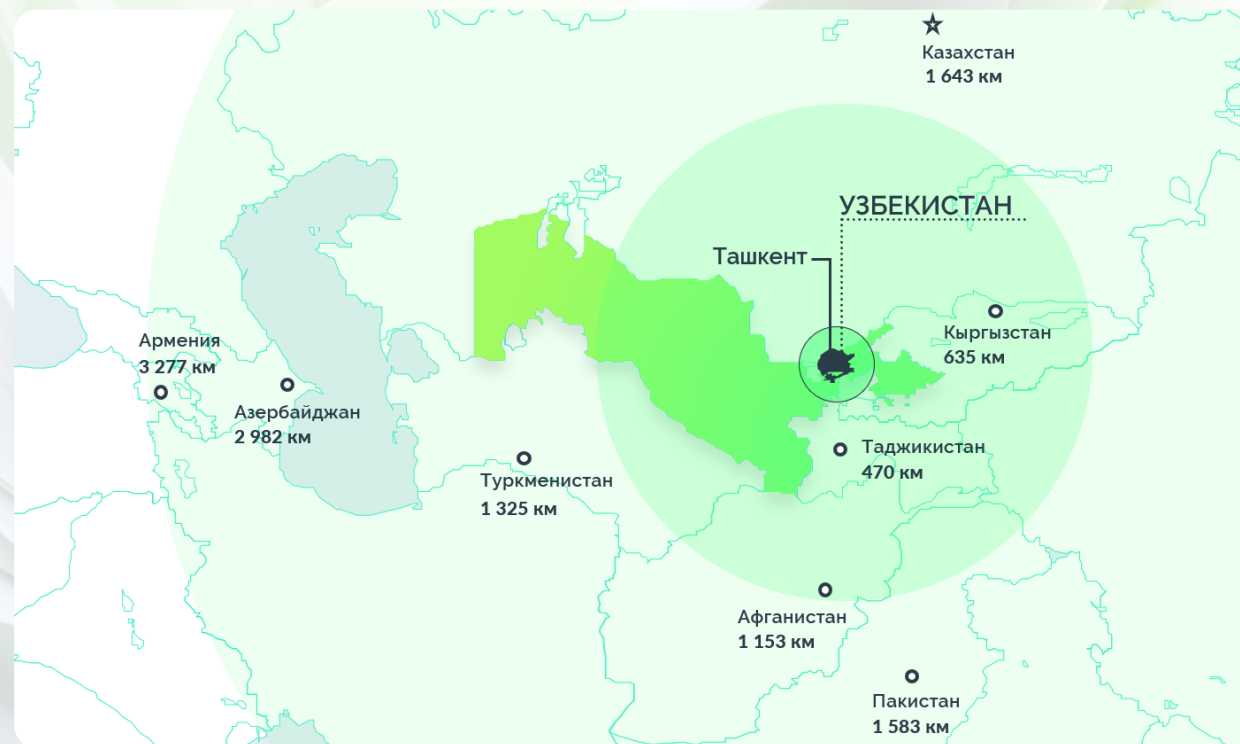 Казахстан
1 643 км
УЗБЕКИСТАН
Ташкент
Армения
3 277 км
Кыргызстан
635 км
Азербайджан
2 982 км
Таджикистан
470 км
Туркменистан
1 325 км
Афганистан
1 153 км
Пакистан
1 583 км